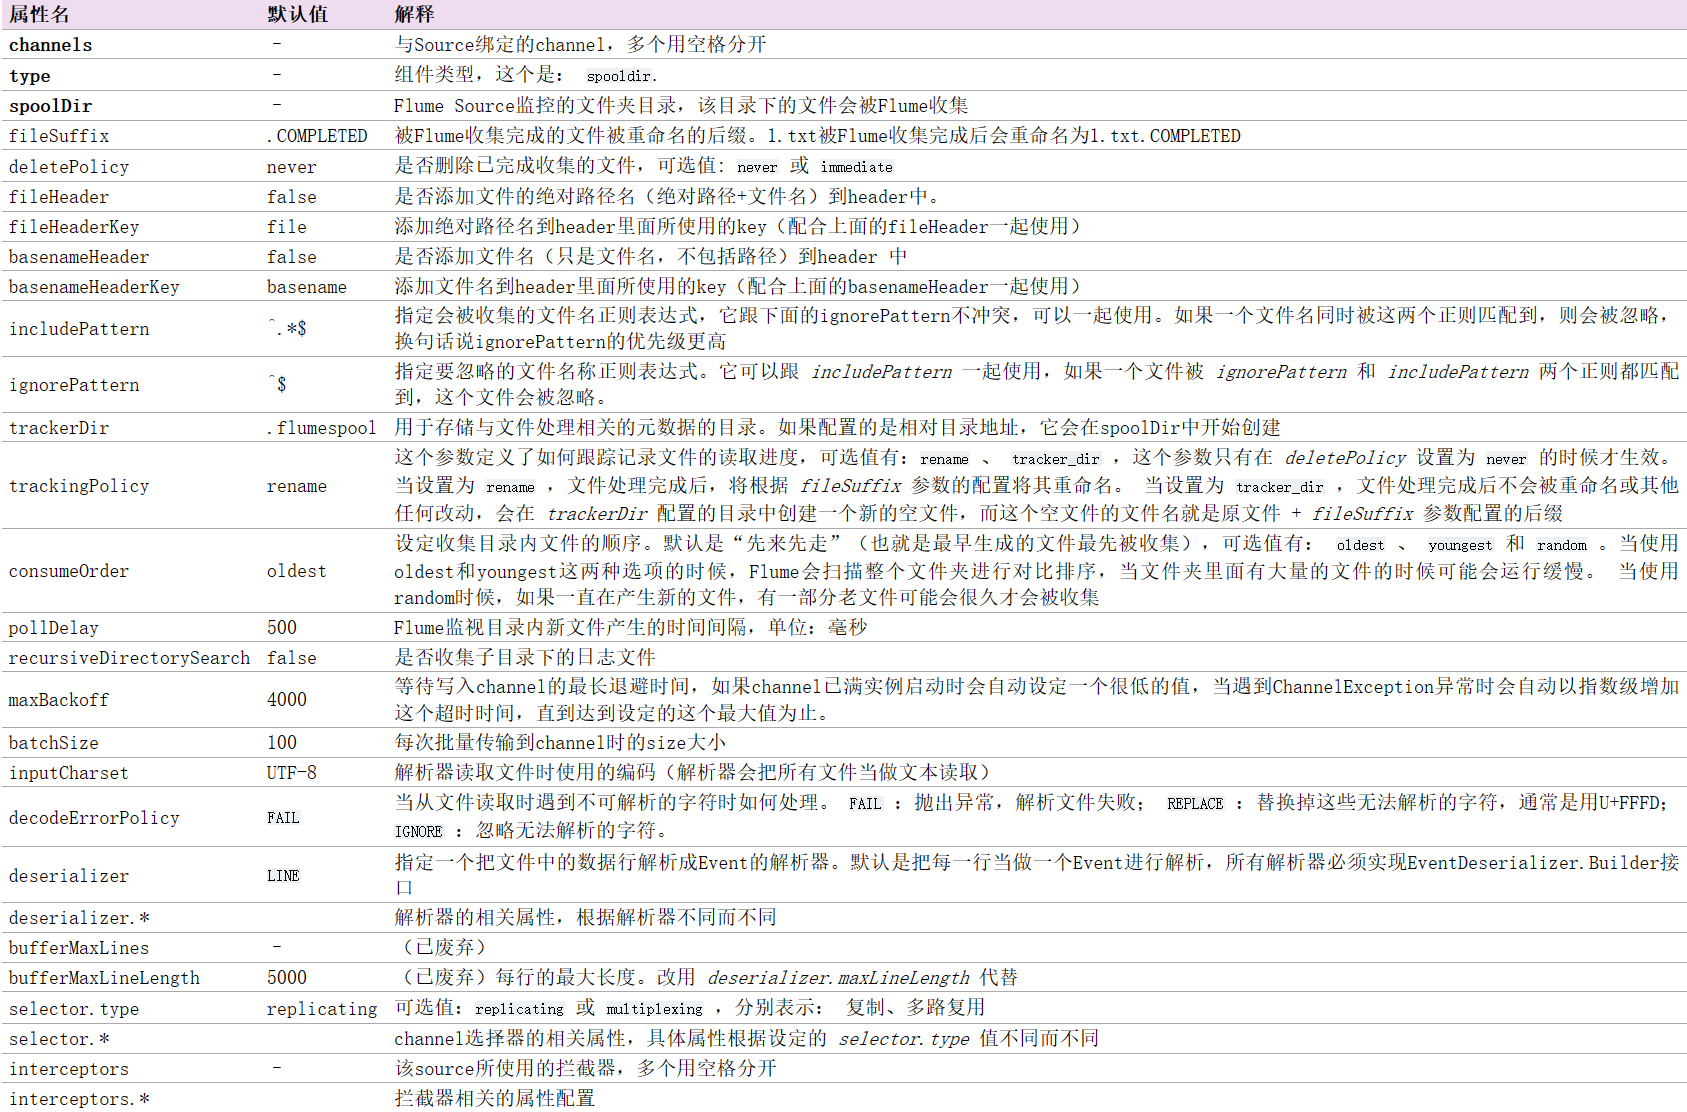 属性名 默认值 解释
channels – 与Source绑定的channel，多个用空格分开
type – 组件类型，这个是： spooldir.
spoolDir – Flume Source监控的文件夹目录，该目录下的文件会被Flume收集
fileSuffix .COMPLETED 被Flume收集完成的文件被重命名的后缀。1.txt被Flume收集完成后会重命名为1.txt.COMPLETED
deletePolicy never 是否删除已完成收集的文件，可选值: never 或 immediate
fileHeader false 是否添加文件的绝对路径名（绝对路径+文件名）到header中。
fileHeaderKey file 添加绝对路径名到header里面所使用的key（配合上面的fileHeader一起使用）
basenameHeader false 是否添加文件名（只是文件名，不包括路径）到header 中
basenameHeaderKey basename 添加文件名到header里面所使用的key（配合上面的basenameHeader一起使用）
includePattern ^.*$ 指定会被收集的文件名正则表达式，它跟下面的ignorePattern不冲突，可以一起使用。如果一个文件名同时被这两个正则匹配到，则会被忽略，
换句话说ignorePattern的优先级更高
ignorePattern ^$ 指定要忽略的文件名称正则表达式。它可以跟 includePattern 一起使用，如果一个文件被 ignorePattern 和 includePattern 两个正则都匹配
到，这个文件会被忽略。
trackerDir .flumespool 用于存储与文件处理相关的元数据的目录。如果配置的是相对目录地址，它会在spoolDir中开始创建
trackingPolicy rename 这个参数定义了如何跟踪记录文件的读取进度，可选值有：rename 、 tracker_dir ，这个参数只有在 deletePolicy 设置为 never 的时候才生效。
当设置为 rename ，文件处理完成后，将根据 fileSuffix 参数的配置将其重命名。 当设置为 tracker_dir ，文件处理完成后不会被重命名或其他
任何改动，会在 trackerDir 配置的目录中创建一个新的空文件，而这个空文件的文件名就是原文件 + fileSuffix 参数配置的后缀
consumeOrder oldest 设定收集目录内文件的顺序。默认是“先来先走”（也就是最早生成的文件最先被收集），可选值有： oldest 、 youngest 和 random 。当使用
oldest和youngest这两种选项的时候，Flume会扫描整个文件夹进行对比排序，当文件夹里面有大量的文件的时候可能会运行缓慢。 当使用
random时候，如果一直在产生新的文件，有一部分老文件可能会很久才会被收集
pollDelay 500 Flume监视目录内新文件产生的时间间隔，单位：毫秒
recursiveDirectorySearch false 是否收集子目录下的日志文件
maxBackoff 4000 等待写入channel的最长退避时间，如果channel已满实例启动时会自动设定一个很低的值，当遇到ChannelException异常时会自动以指数级增加
这个超时时间，直到达到设定的这个最大值为止。
batchSize 100 每次批量传输到channel时的size大小
inputCharset UTF-8 解析器读取文件时使用的编码（解析器会把所有文件当做文本读取）
decodeErrorPolicy FAIL 当从文件读取时遇到不可解析的字符时如何处理。 FAIL ：抛出异常，解析文件失败； REPLACE ：替换掉这些无法解析的字符，通常是用U+FFFD；
IGNORE ：忽略无法解析的字符。
deserializer LINE 指定一个把文件中的数据行解析成Event的解析器。默认是把每一行当做一个Event进行解析，所有解析器必须实现EventDeserializer.Builder接
口
deserializer.* 解析器的相关属性，根据解析器不同而不同
bufferMaxLines – （已废弃）
bufferMaxLineLength 5000 （已废弃）每行的最大长度。改用 deserializer.maxLineLength 代替
selector.type replicating 可选值：replicating 或 multiplexing ，分别表示： 复制、多路复用
selector.* channel选择器的相关属性，具体属性根据设定的 selector.type 值不同而不同
interceptors – 该source所使用的拦截器，多个用空格分开
interceptors.* 拦截器相关的属性配置